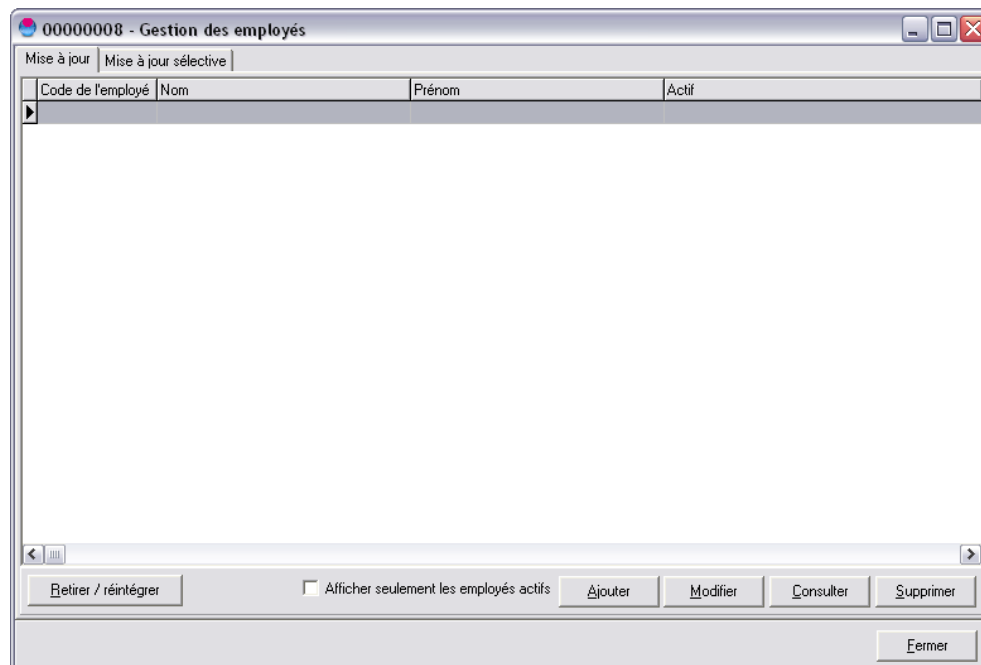 00000008 - Gestion des employés
Mise à jour Mise à jour sélective
Code de l'employé Nom Prénom Actif
Retirer / réintégrer Afficher seulement les employés actifs Ajouter Modifier Consulter Supprimer
Fermer